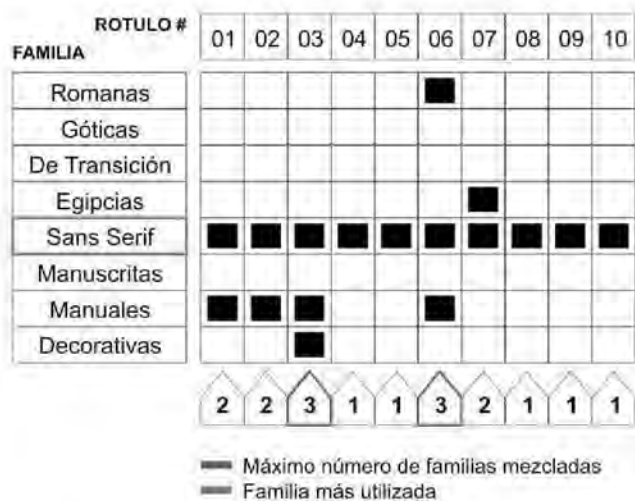 ROTULO #
FAMILIA
01 02 03 04 05 06 07 08 09 10
Romanas
Góticas
De Transición
Egipcias
Sans Serif
Manuscritas
Manuales
Decorativas
2 2 3 1 1 3 2 1 1 1
Máximo número de familias mezcladas
Familia más utilizada